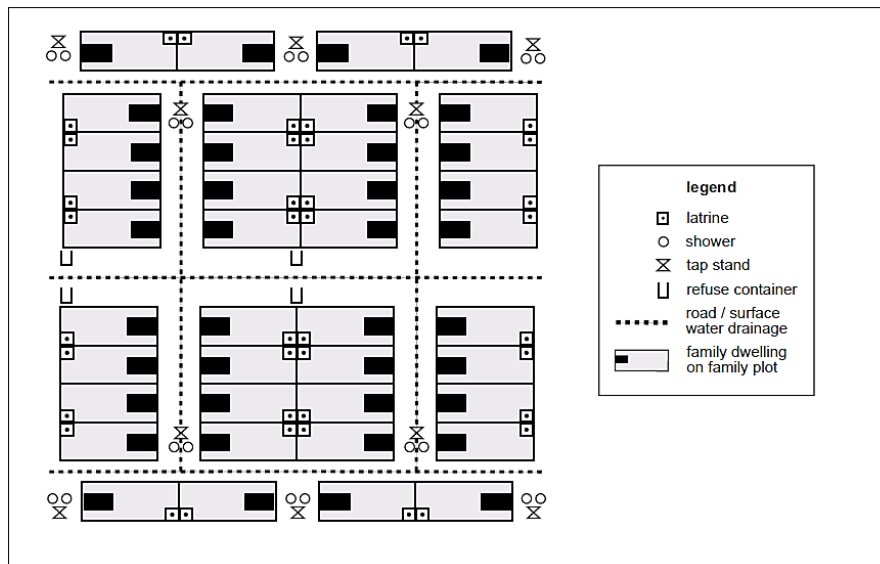 legend
latrine
shower
tap stand
refuse container
road / surface
water drainage
family dwelling
on family plot